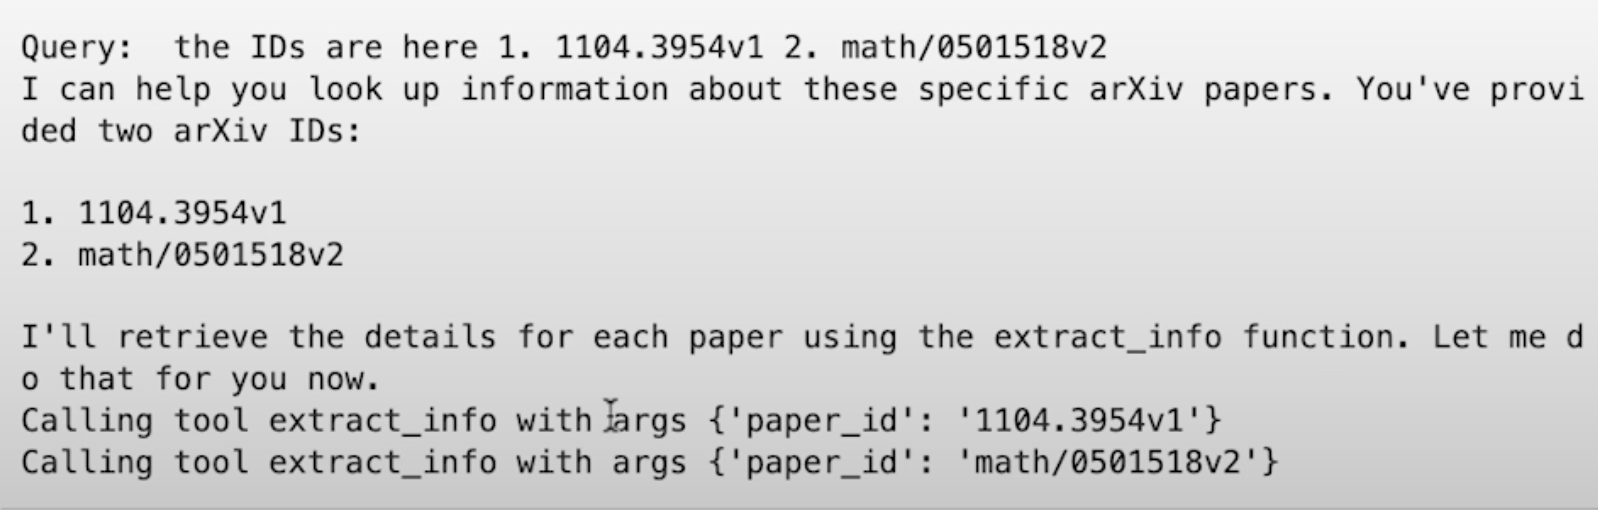 Query:  the IDs are here 1. 1104.3954v1 2. math/0501518v2
I can help you look up information about these specific arXiv papers. You've provi
ded two arXiv IDs:
1. 1104.3954v1
2. math/0501518v2
I'll retrieve the details for each paper using the extract_info function. Let me d
o that for you now.
Calling tool extract_info with args {'paper_id': '1104.3954v1'}
Calling tool extract_info with args {'paper_id': 'math/0501518v2'}